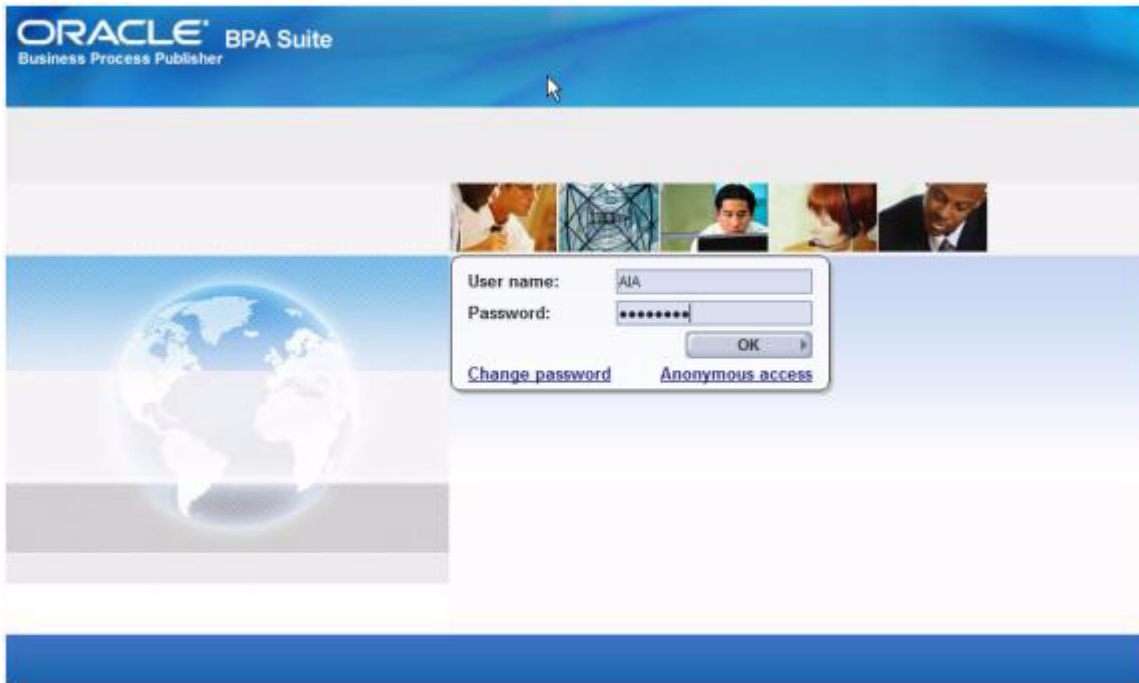 ORACLE BPA Suite
Business Process Publisher
User name: AIA
Password: ••••••••
OK
Change password Anonymous access